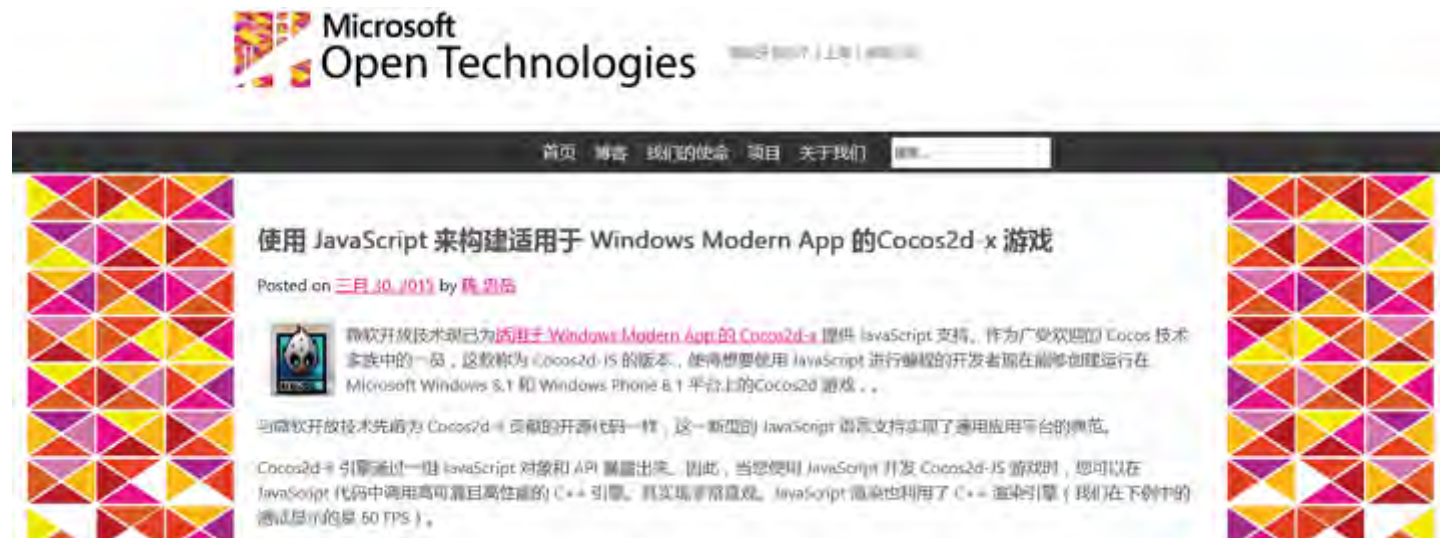 Microsoft
Open Technologies
首页 博客 我们的使命 项目 关于我们 搜索...
使用 JavaScript 来构建适用于 Windows Modern App 的Cocos2d-x 游戏
Posted on 三月 30, 2015 by 陈 忠岳
微软开放技术现已为适用于 Windows Modern App 的 Cocos2d-x 提供 JavaScript 支持。作为广受欢迎的 Cocos 技术
家族中的一员，这款称为 Cocos2d-JS 的版本，使得想要使用 JavaScript 进行编程的开发者现在能够创建运行在
Microsoft Windows 8.1 和 Windows Phone 8.1 平台上的Cocos2d 游戏。。
与微软开放技术先前为 Cocos2d-x 贡献的开源代码一样，这一新型的 JavaScript 语言支持实现了通用应用平台的典范。
Cocos2d-x 引擎通过一组 JavaScript 对象和 API 暴露出来。因此，当您使用 JavaScript 开发 Cocos2d-JS 游戏时，您可以在
JavaScript 代码中调用高可靠且高性能的 C++ 引擎。其实现非常直观。JavaScript 渲染也利用了 C++ 渲染引擎（我们在下例中的
测试显示的是 60 FPS）。